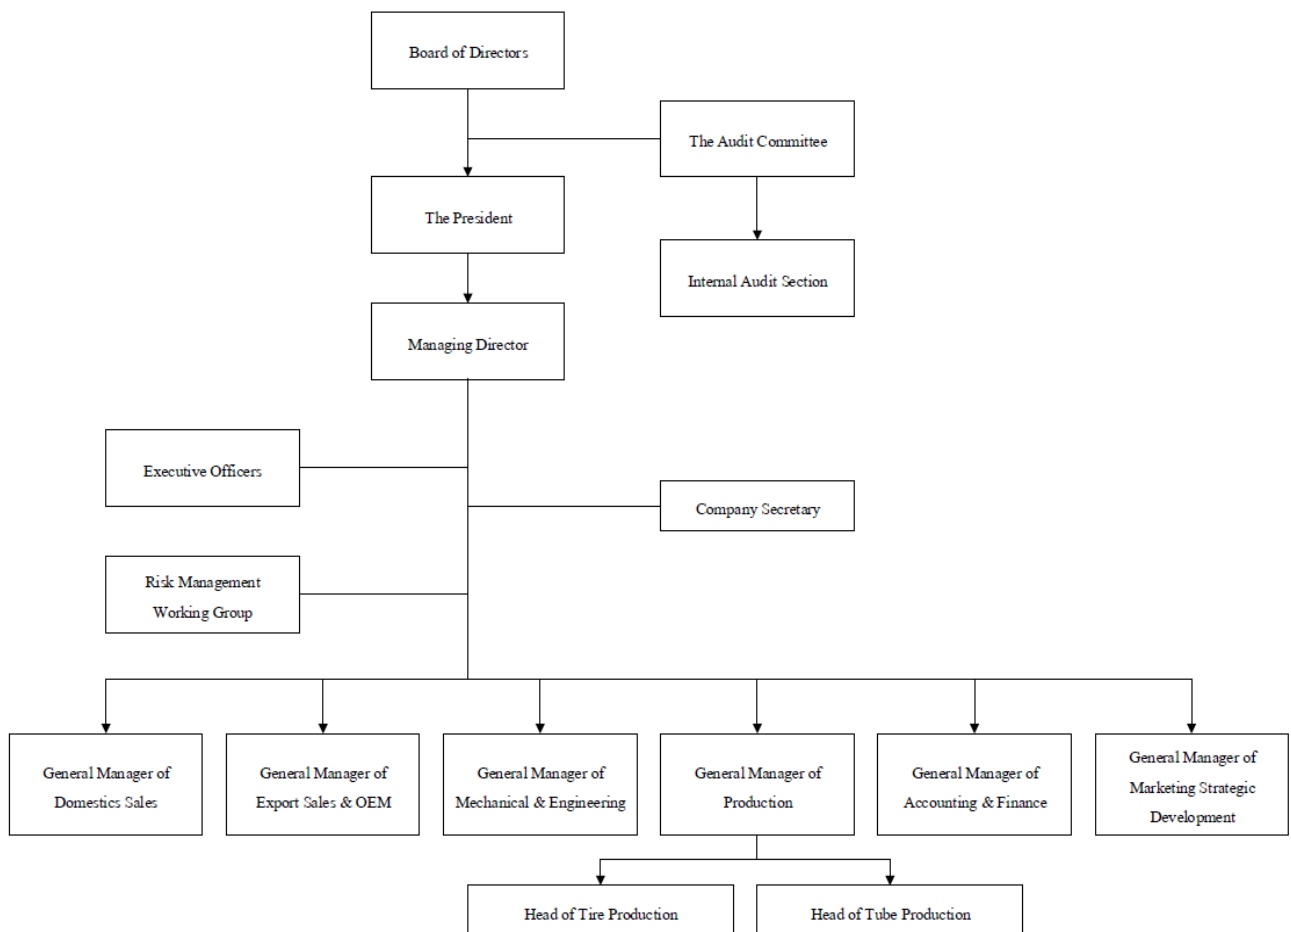 Board of Directors
The Audit Committee
The President
Internal Audit Section
Managing Director
Executive Officers
Company Secretary
Risk Management
Working Group
General Manager of
Domestics Sales
General Manager of
Export Sales & OEM
General Manager of
Mechanical & Engineering
General Manager of
Production
General Manager of
Accounting & Finance
General Manager of
Marketing Strategic
Development
Head of Tire Production
Head of Tube Production